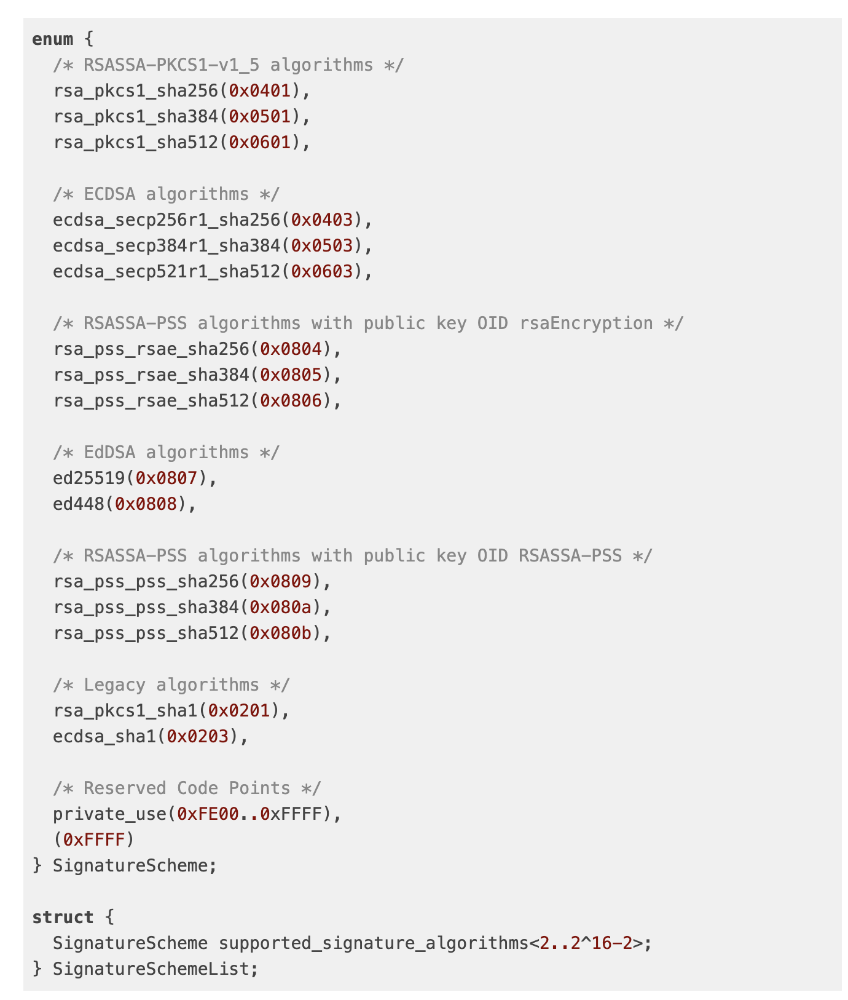 enum {
  /* RSASSA-PKCS1-v1_5 algorithms */
  rsa_pkcs1_sha256(0x0401),
  rsa_pkcs1_sha384(0x0501),
  rsa_pkcs1_sha512(0x0601),

  /* ECDSA algorithms */
  ecdsa_secp256r1_sha256(0x0403),
  ecdsa_secp384r1_sha384(0x0503),
  ecdsa_secp521r1_sha512(0x0603),

  /* RSASSA-PSS algorithms with public key OID rsaEncryption */
  rsa_pss_rsae_sha256(0x0804),
  rsa_pss_rsae_sha384(0x0805),
  rsa_pss_rsae_sha512(0x0806),

  /* EdDSA algorithms */
  ed25519(0x0807),
  ed448(0x0808),

  /* RSASSA-PSS algorithms with public key OID RSASSA-PSS */
  rsa_pss_pss_sha256(0x0809),
  rsa_pss_pss_sha384(0x080a),
  rsa_pss_pss_sha512(0x080b),

  /* Legacy algorithms */
  rsa_pkcs1_sha1(0x0201),
  ecdsa_sha1(0x0203),

  /* Reserved Code Points */
  private_use(0xFE00..0xFFFF),
  (0xFFFF)
} SignatureScheme;

struct {
  SignatureScheme supported_signature_algorithms<2..2^16-2>;
} SignatureSchemeList;